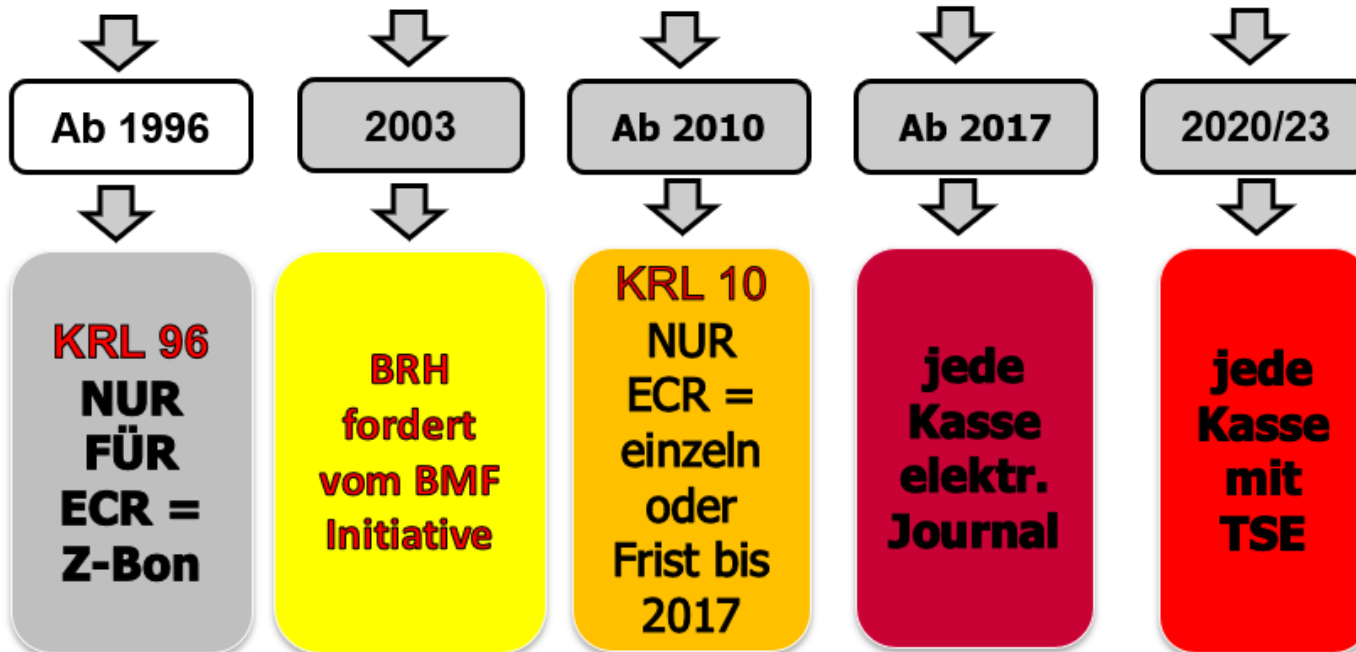 Ab 1996
2003
Ab 2010
Ab 2017
2020/23
KRL 96
NUR
FÜR
ECR =
Z-Bon
BRH
fordert
vom BMF
Initiative
KRL 10
NUR
ECR =
einzeln
oder
Frist bis
2017
jede
Kasse
elektr.
Journal
jede
Kasse
mit
TSE